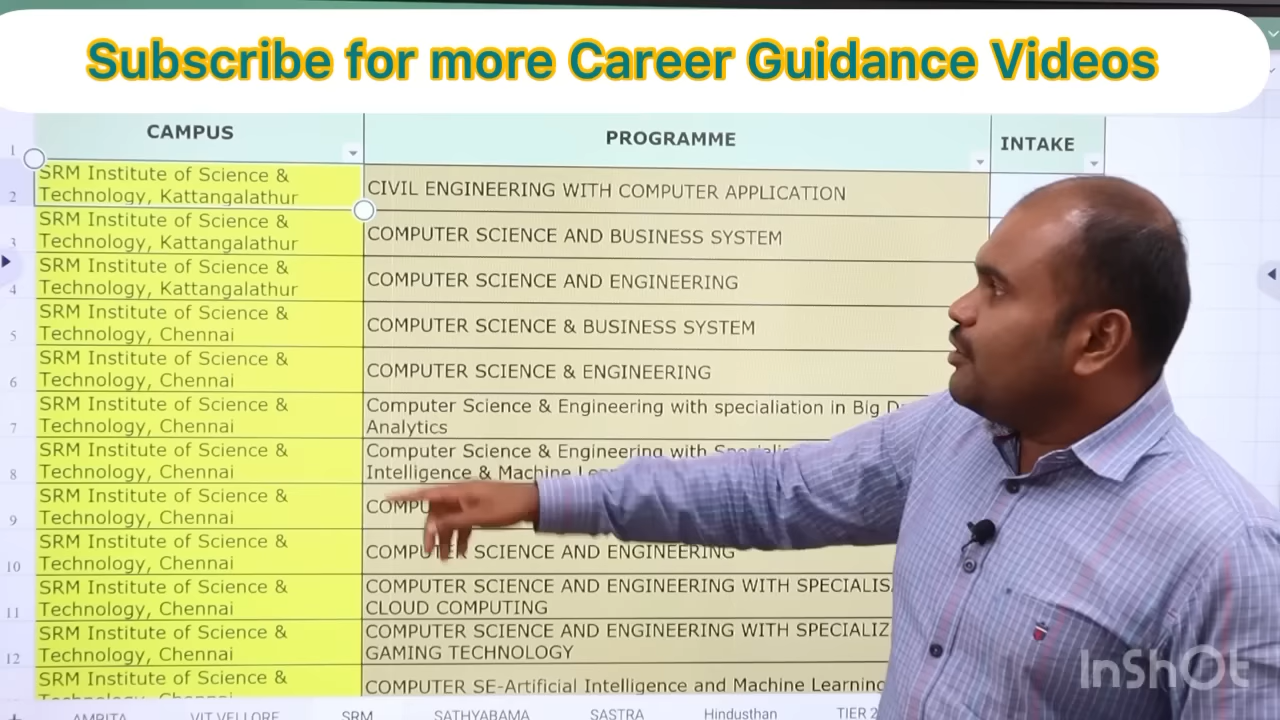 Subscribe for more Career Guidance Videos
CAMPUS PROGRAMME INTAKE
1
2 SRM Institute of Science & Technology, Kattangalathur CIVIL ENGINEERING WITH COMPUTER APPLICATION
3 SRM Institute of Science & Technology, Kattangalathur COMPUTER SCIENCE AND BUSINESS SYSTEM
4 SRM Institute of Science & Technology, Kattangalathur COMPUTER SCIENCE AND ENGINEERING
5 SRM Institute of Science & Technology, Chennai COMPUTER SCIENCE & BUSINESS SYSTEM
6 SRM Institute of Science & Technology, Chennai COMPUTER SCIENCE & ENGINEERING
7 SRM Institute of Science & Technology, Chennai Computer Science & Engineering with specialiation in Big Analytics
8 SRM Institute of Science & Technology, Chennai Computer Science & Engineering with Intelligence & Machine
9 SRM Institute of Science & Technology, Chennai COMPU
10 SRM Institute of Science & Technology, Chennai COMPUTER SCIENCE AND ENGINEERING
11 SRM Institute of Science & Technology, Chennai COMPUTER SCIENCE AND ENGINEERING WITH SPECIALIS CLOUD COMPUTING
12 SRM Institute of Science & Technology, Chennai COMPUTER SCIENCE AND ENGINEERING WITH SPECIALIZ GAMING TECHNOLOGY
SRM Institute of Science & Technology, Chennai COMPUTER SE-Artificial Intelligence and Machine Learning
AMRITA VIT VELLORE SRM SATHYABAMA SASTRA Hindusthan TIER 2
InShOt